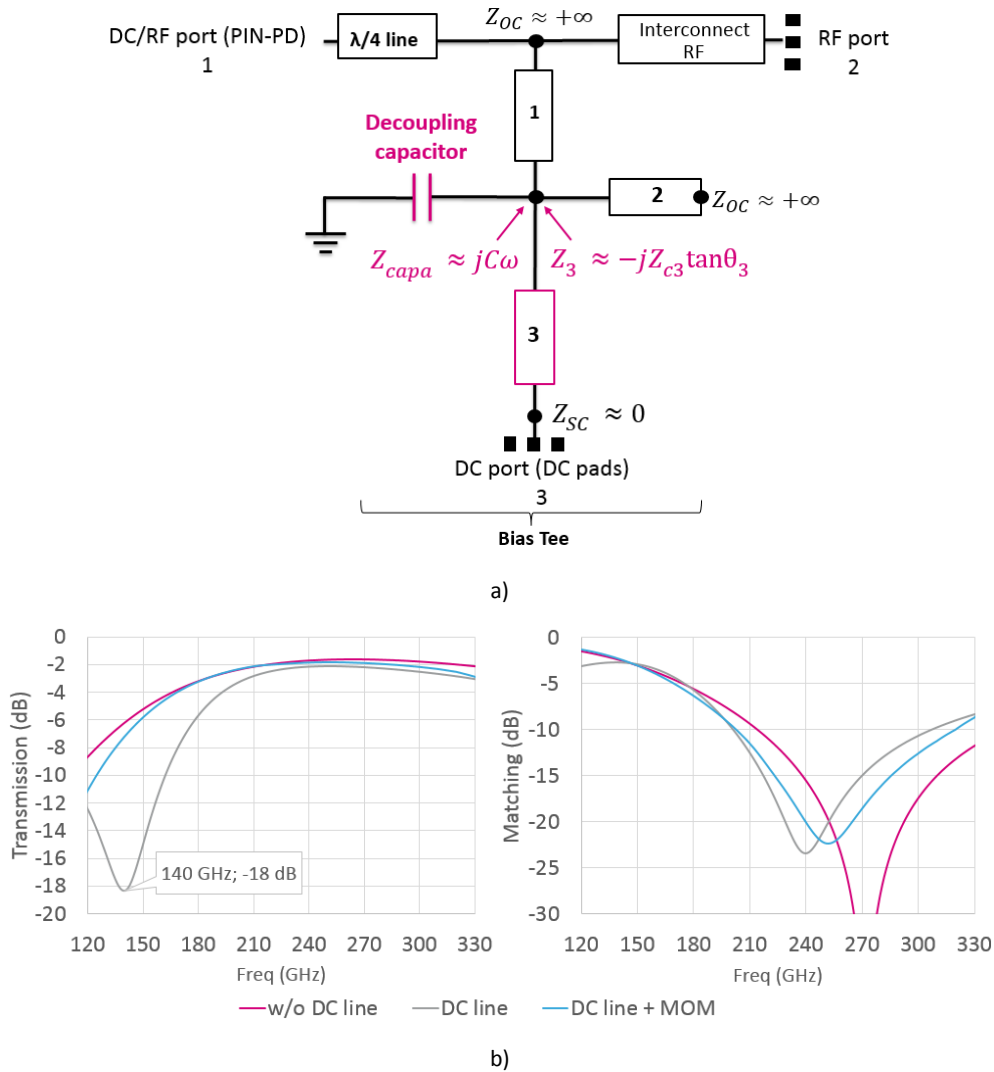 DC/RF port (PIN-PD)
1
λ/4 line
Z_OC ≈ +∞
Interconnect
RF
RF port
2
1
Decoupling
capacitor
2
Z_OC ≈ +∞
Z_capa ≈ jCω
Z_3 ≈ −jZ_c3 tanθ_3
3
Z_SC ≈ 0
DC port (DC pads)
3
Bias Tee
a)
Transmission (dB)
0
-2
-4
-6
-8
-10
-12
-14
-16
-18
-20
140 GHz; -18 dB
120 150 180 210 240 270 300 330
Freq (GHz)
Matching (dB)
0
-5
-10
-15
-20
-25
-30
120 150 180 210 240 270 300 330
Freq (GHz)
w/o DC line DC line DC line + MOM
b)